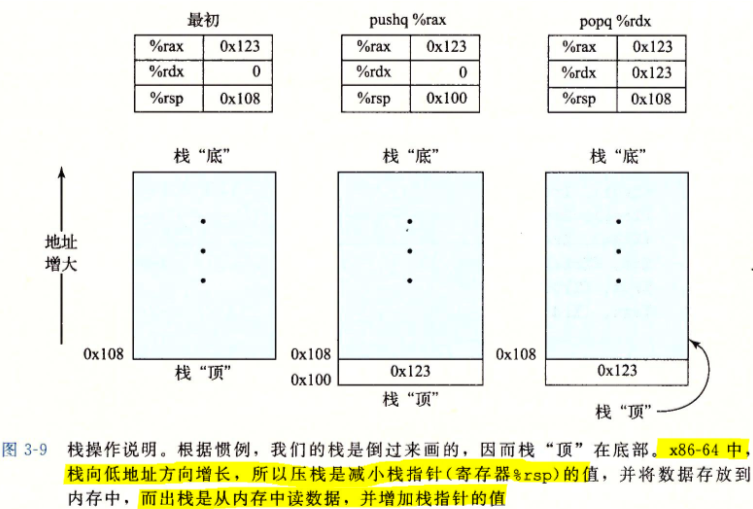 最初 pushq %rax popq %rdx
%rax 0x123 %rax 0x123 %rax 0x123
%rdx 0 %rdx 0 %rdx 0x123
%rsp 0x108 %rsp 0x100 %rsp 0x108
栈“底” 栈“底” 栈“底”
地址
增大
0x108 0x108 0x108
栈“顶” 0x123 0x123
0x100
栈“顶”
栈“顶”
图 3-9 栈操作说明。根据惯例，我们的栈是倒过来画的，因而栈“顶”在底部。x86-64 中，
栈向低地址方向增长，所以压栈是减小栈指针(寄存器%rsp)的值，并将数据存放到
内存中，而出栈是从内存中读数据，并增加栈指针的值